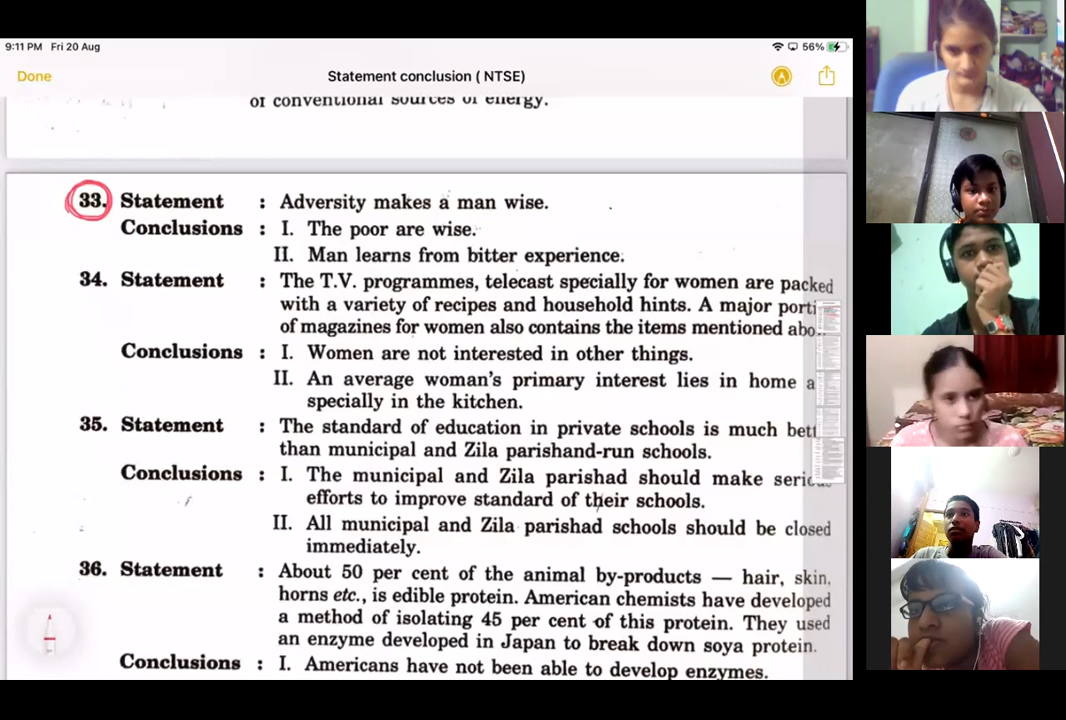 9:11 PM Fri 20 Aug
56%
Done
Statement conclusion ( NTSE)
of conventional sources of energy.
33. Statement : Adversity makes a man wise.
Conclusions : I. The poor are wise.
II. Man learns from bitter experience.
34. Statement : The T.V. programmes, telecast specially for women are packed
with a variety of recipes and household hints. A major porti
of magazines for women also contains the items mentioned abo
Conclusions : I. Women are not interested in other things.
II. An average woman's primary interest lies in home a
specially in the kitchen.
35. Statement : The standard of education in private schools is much bett
than municipal and Zila parishand-run schools.
Conclusions : I. The municipal and Zila parishad should make serious
efforts to improve standard of their schools.
II. All municipal and Zila parishad schools should be closed
immediately.
36. Statement : About 50 per cent of the animal by-products — hair, skin,
horns etc., is edible protein. American chemists have developed
a method of isolating 45 per cent of this protein. They used
an enzyme developed in Japan to break down soya protein.
Conclusions : I. Americans have not been able to develop enzymes.